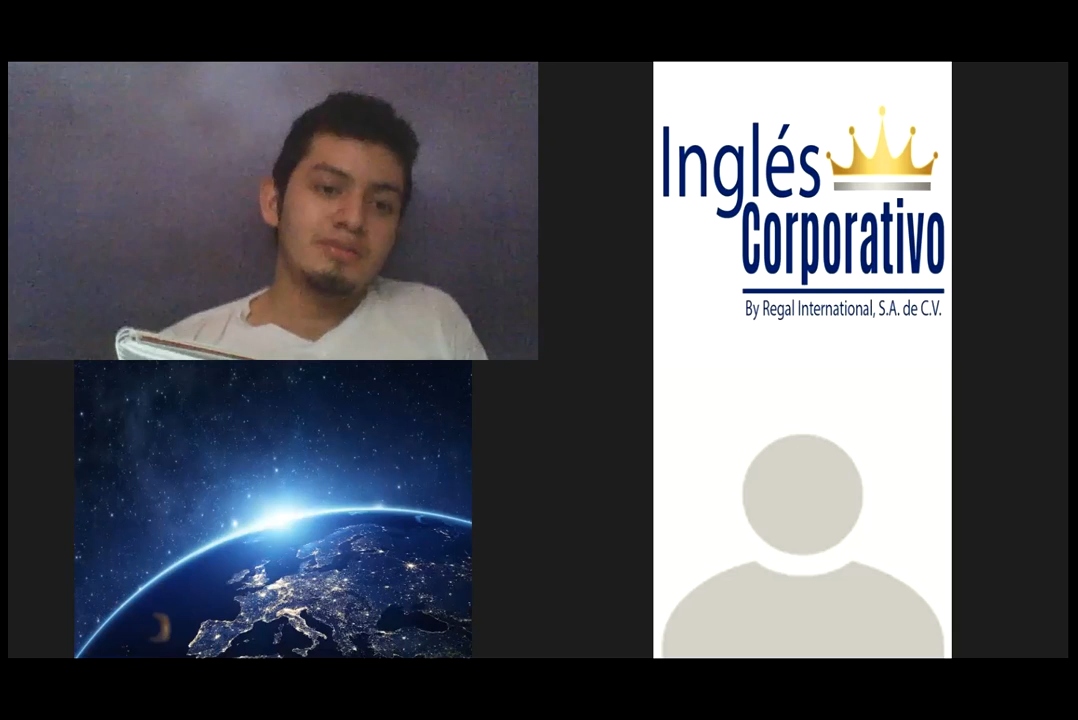 Inglés
Corporativo
By Regal International, S.A. de C.V.